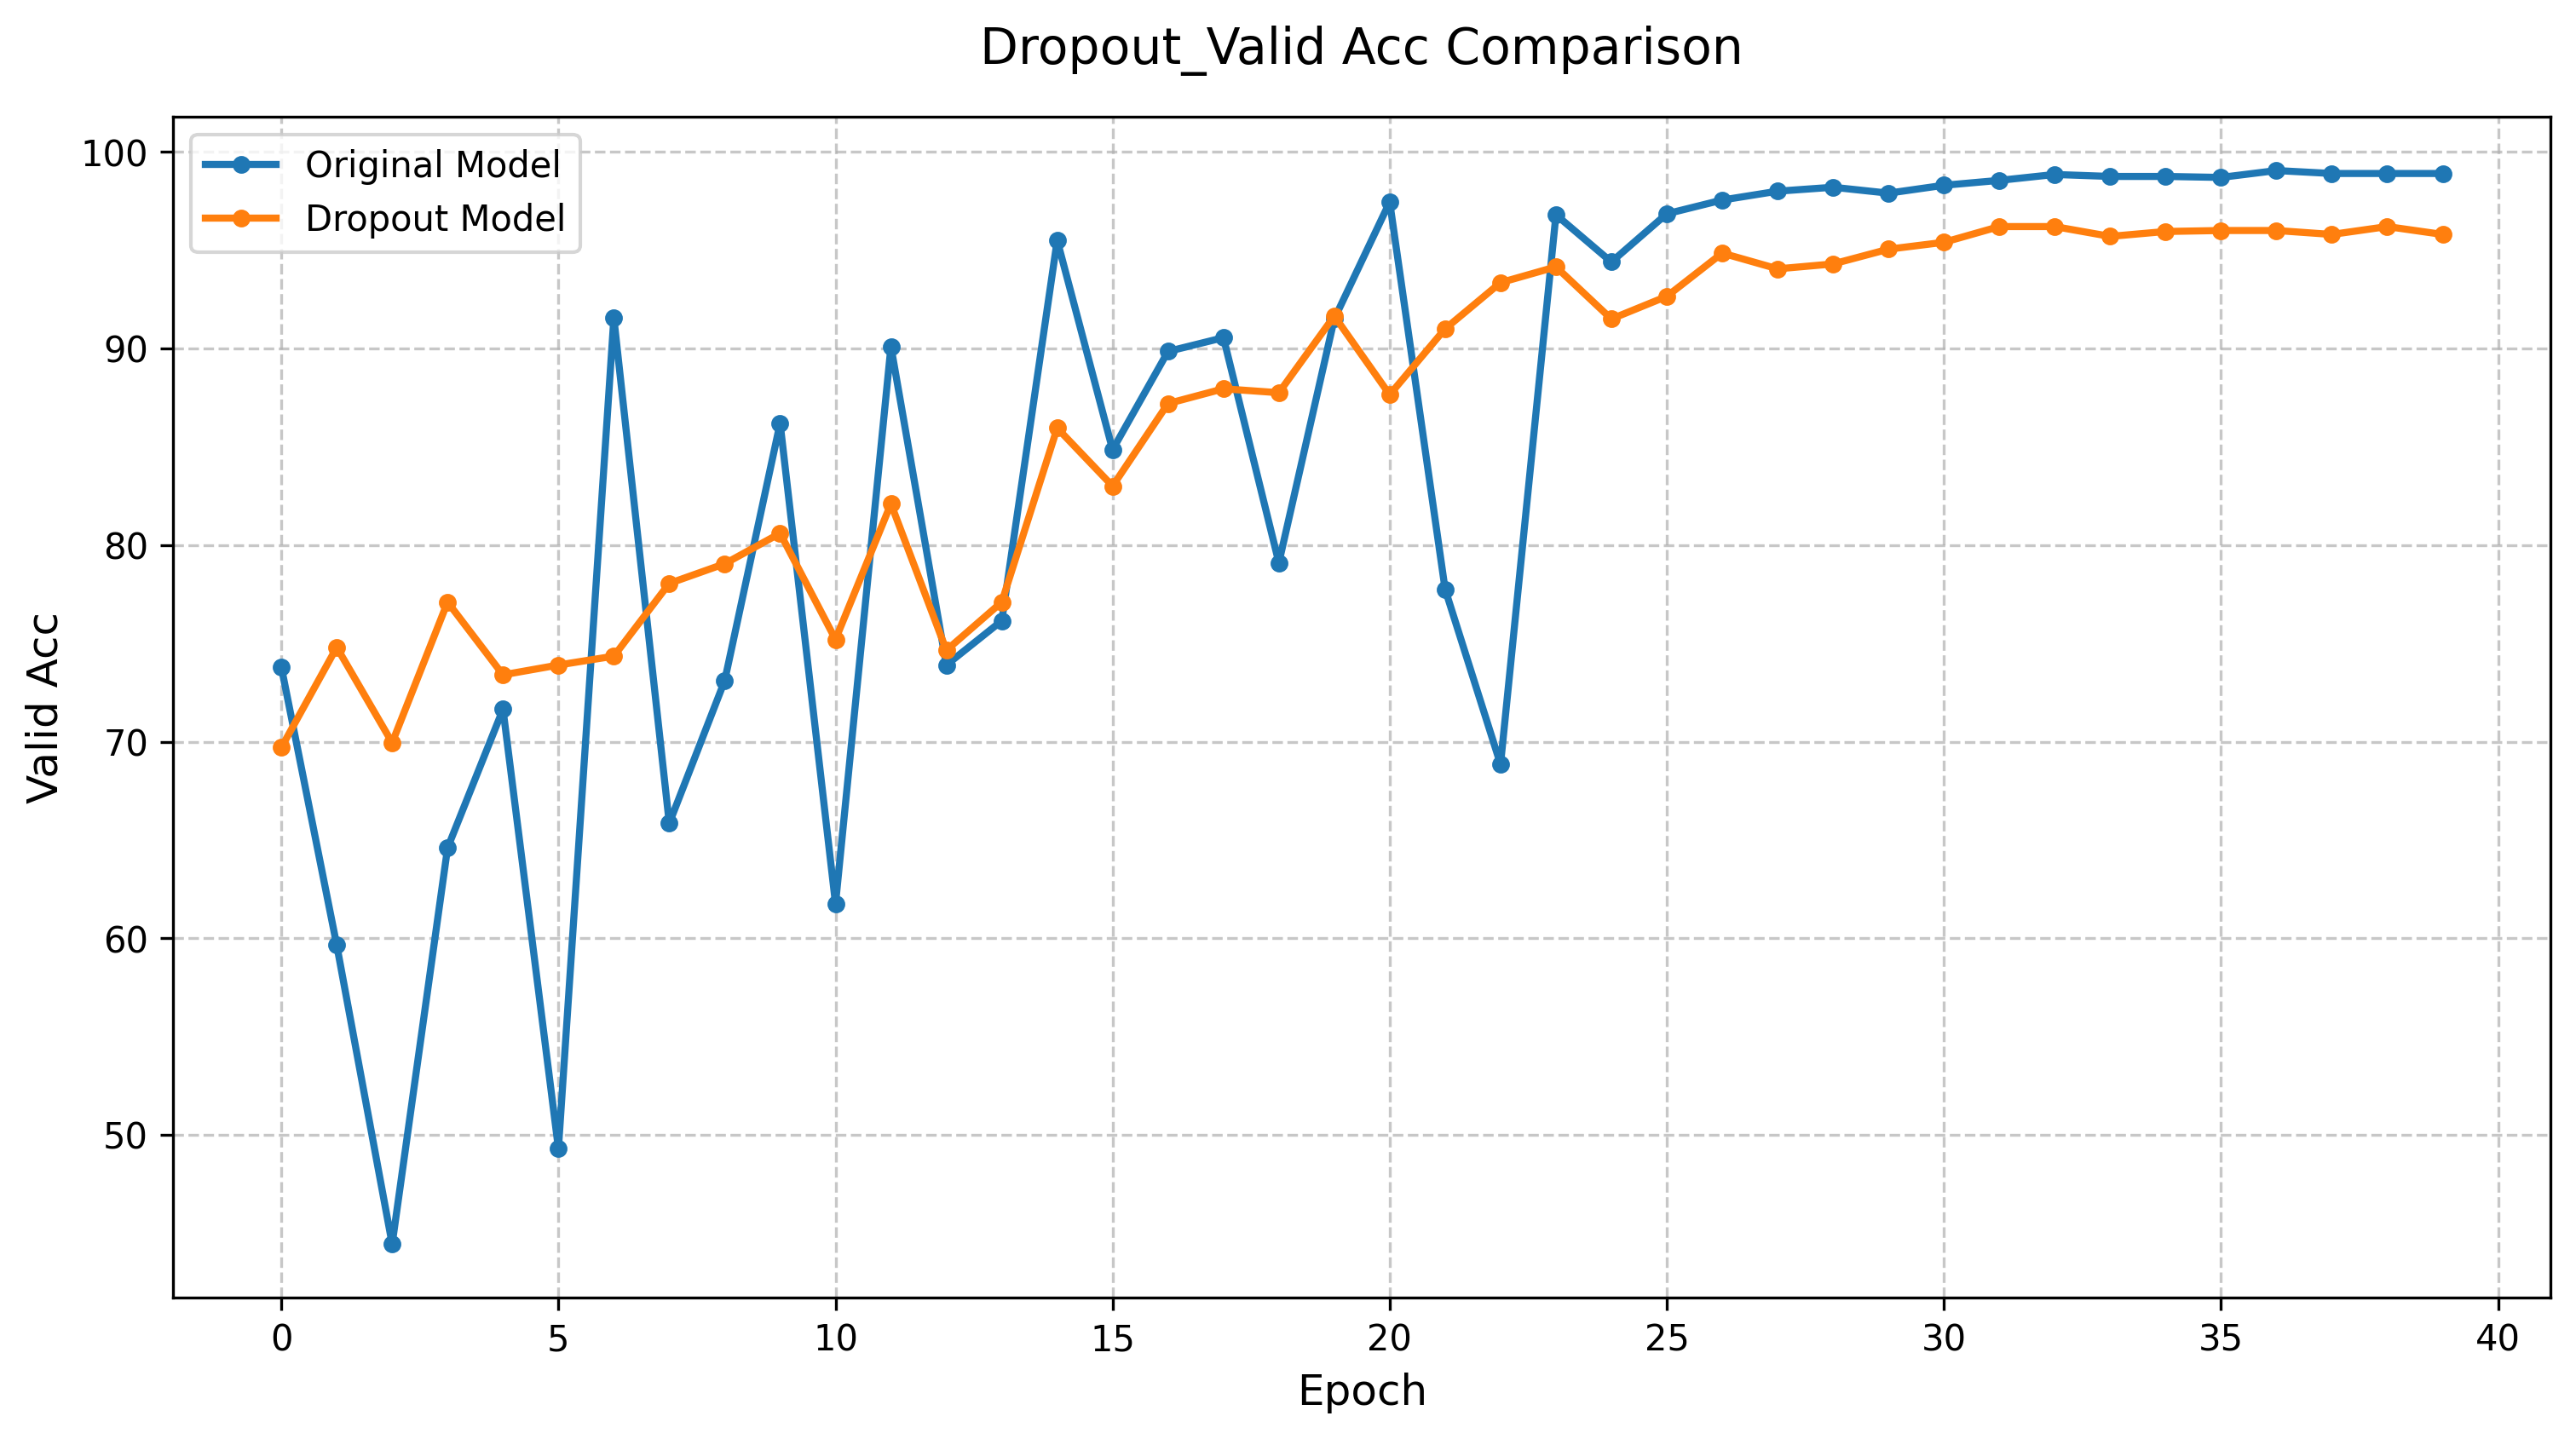 Dropout_Valid Acc Comparison
Original Model
Dropout Model
100
90
80
70
60
50
Valid Acc
0 5 10 15 20 25 30 35 40
Epoch